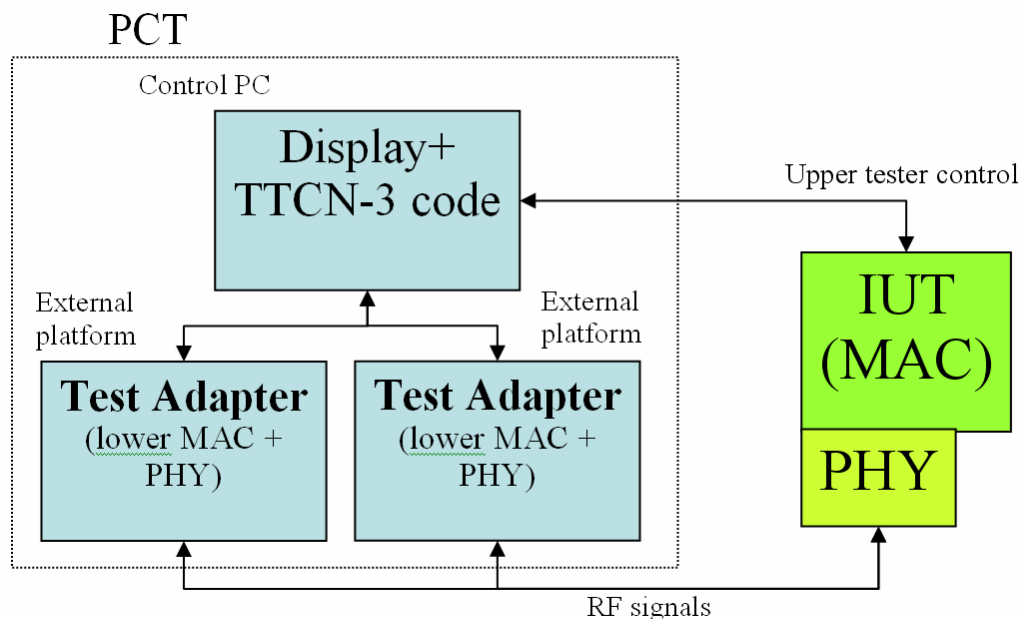 PCT
Control PC
Display+
TTCN-3 code
Upper tester control
External
platform
External
platform
IUT
(MAC)
Test Adapter
(lower MAC +
PHY)
Test Adapter
(lower MAC +
PHY)
PHY
RF signals